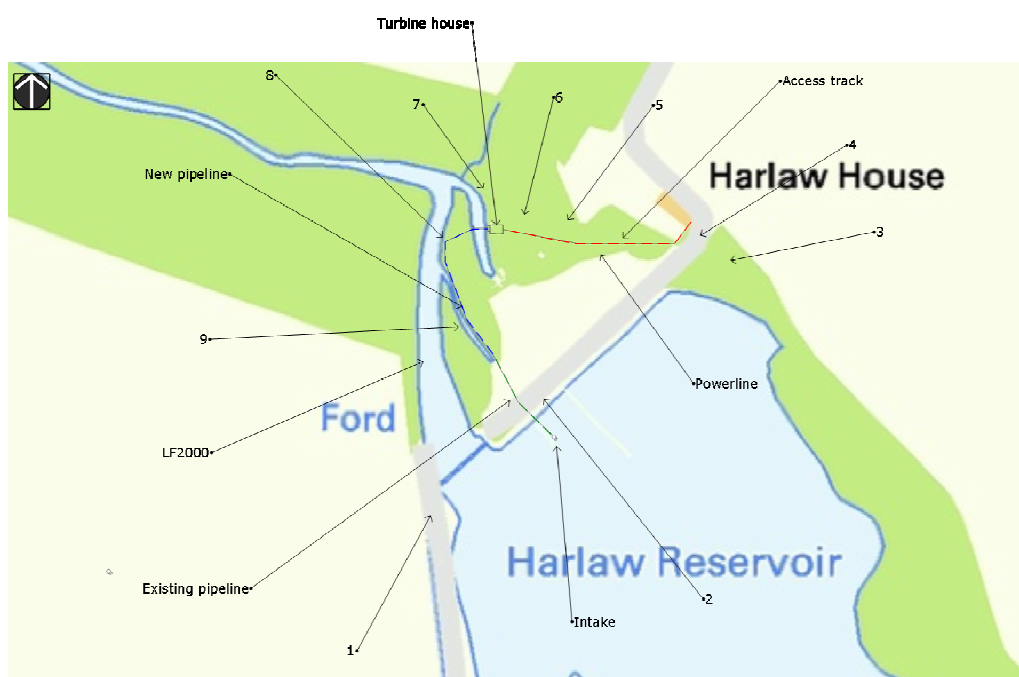 Turbine house
8
7
6
5
Access track
4
New pipeline
Harlaw House
3
9
Powerline
Ford
LF2000
Harlaw Reservoir
Existing pipeline
2
Intake
1